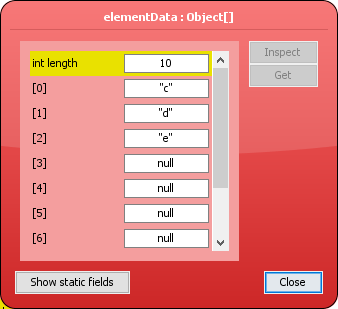 elementData : Object[]
int length 10
[0] "c"
[1] "d"
[2] "e"
[3] null
[4] null
[5] null
[6] null
Inspect
Get
Show static fields
Close